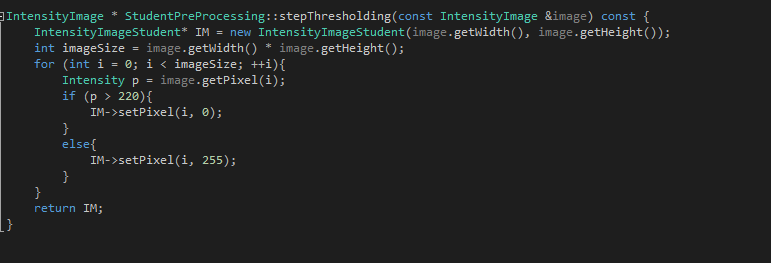 IntensityImage * StudentPreProcessing::stepThresholding(const IntensityImage &image) const {
    IntensityImageStudent* IM = new IntensityImageStudent(image.getWidth(), image.getHeight());
    int imageSize = image.getWidth() * image.getHeight();
    for (int i = 0; i < imageSize; ++i){
        Intensity p = image.getPixel(i);
        if (p > 220){
            IM->setPixel(i, 0);
        }
        else{
            IM->setPixel(i, 255);
        }
    }
    return IM;
}